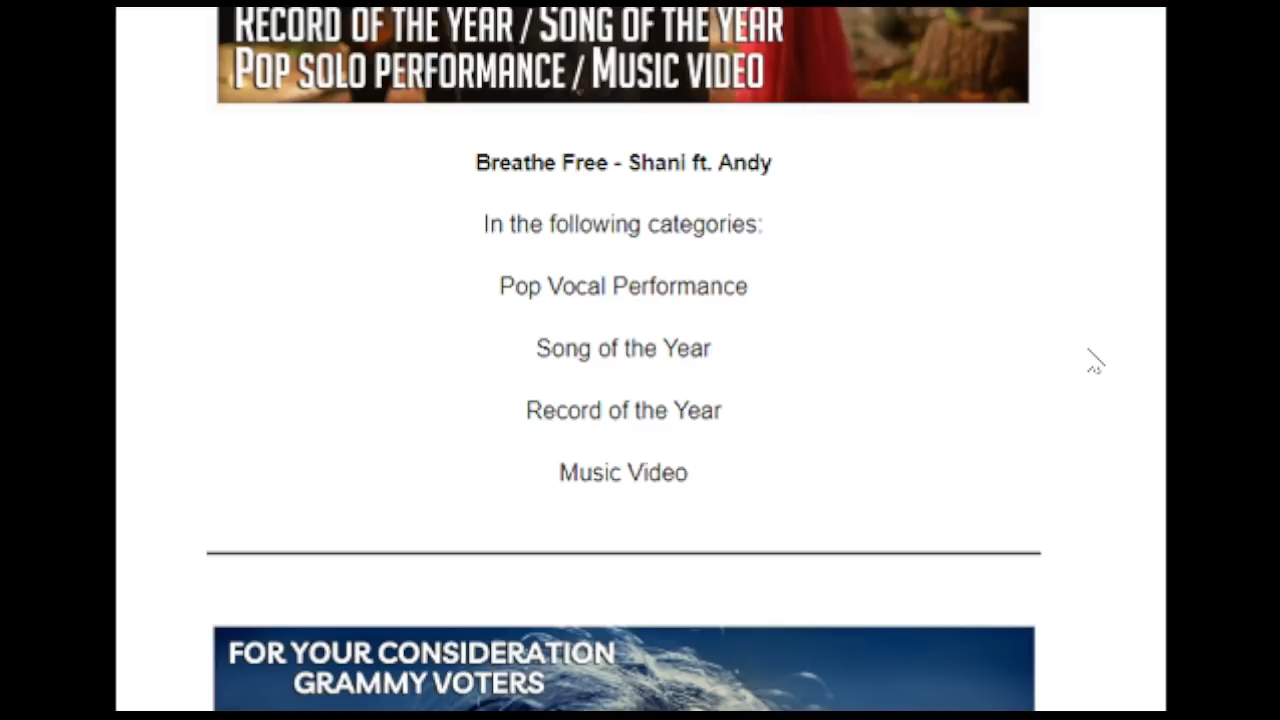 RECORD OF THE YEAR / SONG OF THE YEAR
POP SOLO PERFORMANCE / MUSIC VIDEO
Breathe Free - Shani ft. Andy
In the following categories:
Pop Vocal Performance
Song of the Year
Record of the Year
Music Video
FOR YOUR CONSIDERATION
GRAMMY VOTERS